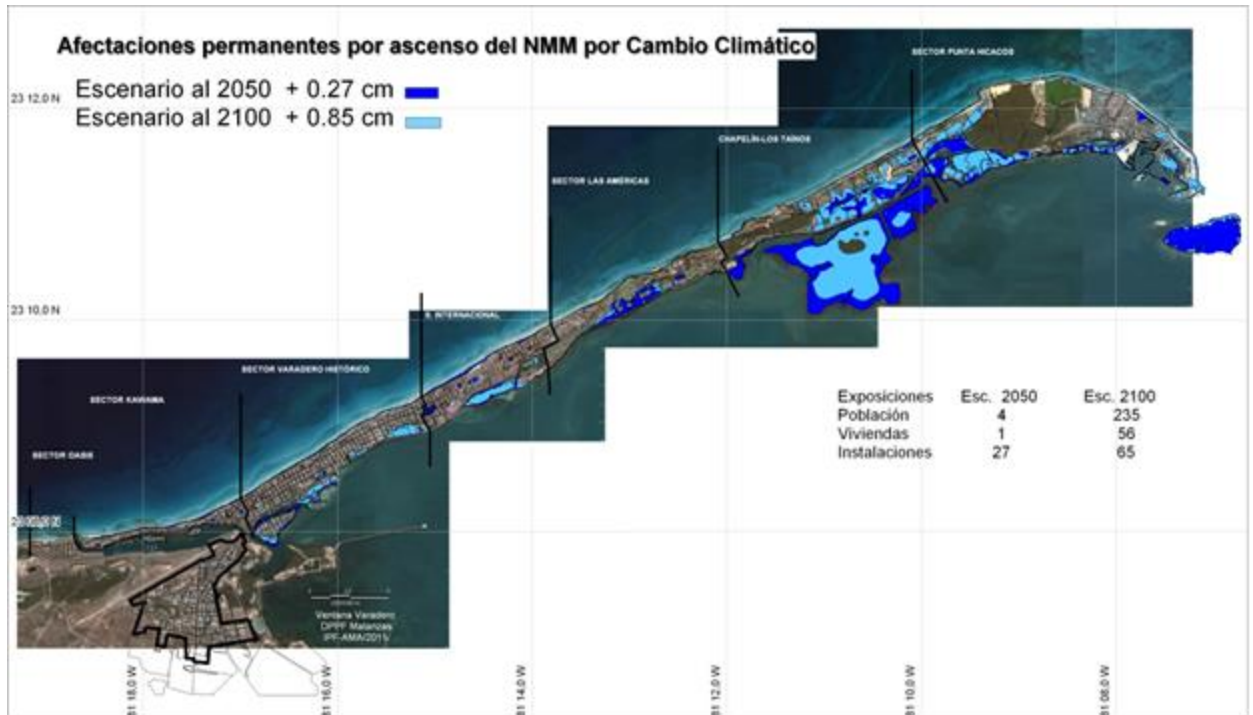 Afectaciones permanentes por ascenso del NMM por Cambio Climático
Escenario al 2050 + 0.27 cm
Escenario al 2100 + 0.85 cm
SECTOR PUNTA HICACOS
23 12,0 N
CHAPELÍN-LOS TAÍNOS
SECTOR LAS AMÉRICAS
23 10,0 N
S. INTERNACIONAL
SECTOR VARADERO HISTÓRICO
SECTOR KAWAMA
SECTOR OASIS
Exposiciones Esc. 2050 Esc. 2100
Población 4 235
Viviendas 1 56
Instalaciones 27 65
Ventana Varadero
DPPF Matanzas
IPF-AMA/2011/
81 18,0 W
81 16,0 W
81 14,0 W
81 12,0 W
81 10,0 W
81 08,0 W